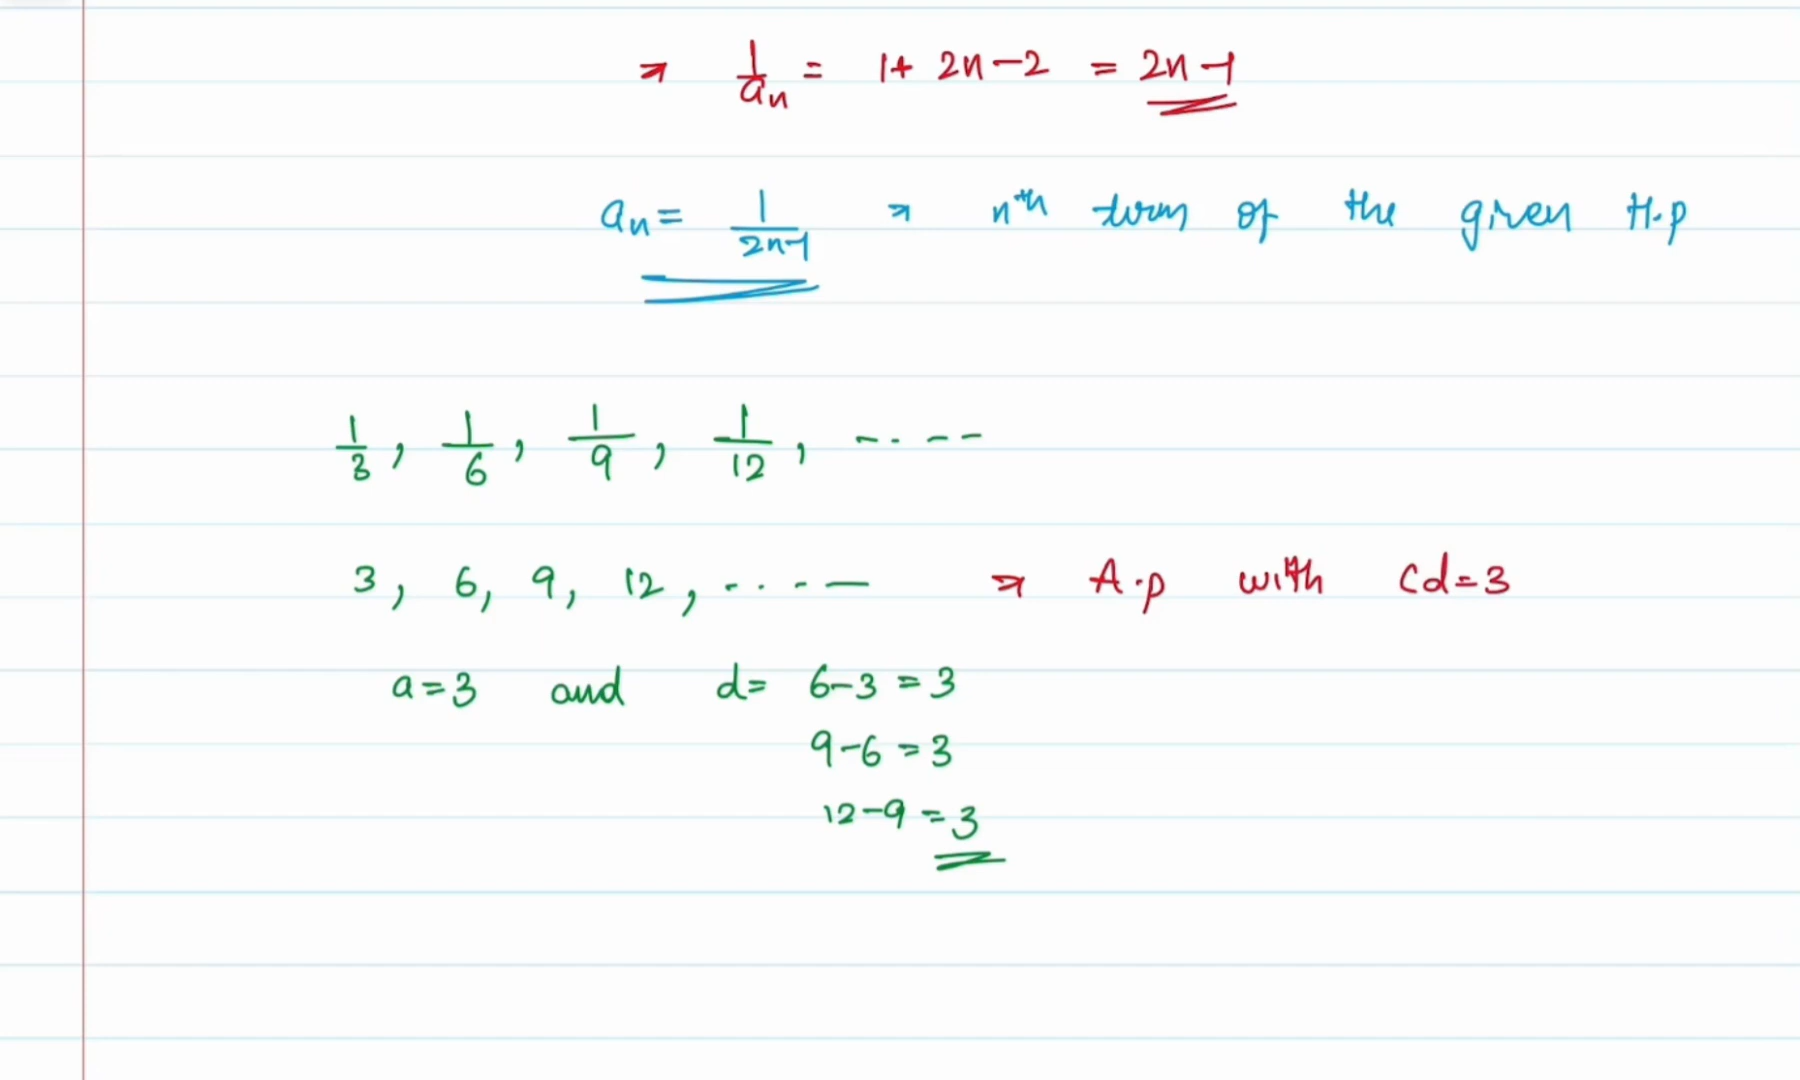 ⇒ 1/aₙ = 1 + 2n - 2 = 2n - 1
aₙ = 1/(2n-1) ⇒ nᵗʰ term of the given H.p
1/3, 1/6, 1/9, 1/12, -- · -- --
3, 6, 9, 12, · · · · — ⇒ A.p with Cd = 3
a = 3 and d = 6 - 3 = 3
9 - 6 = 3
12 - 9 = 3